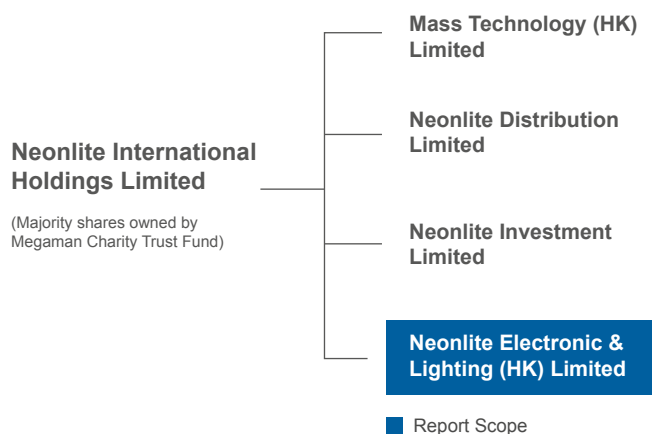 Neonlite International
Holdings Limited
(Majority shares owned by
Megaman Charity Trust Fund)
Mass Technology (HK)
Limited
Neonlite Distribution
Limited
Neonlite Investment
Limited
Neonlite Electronic &
Lighting (HK) Limited
Report Scope